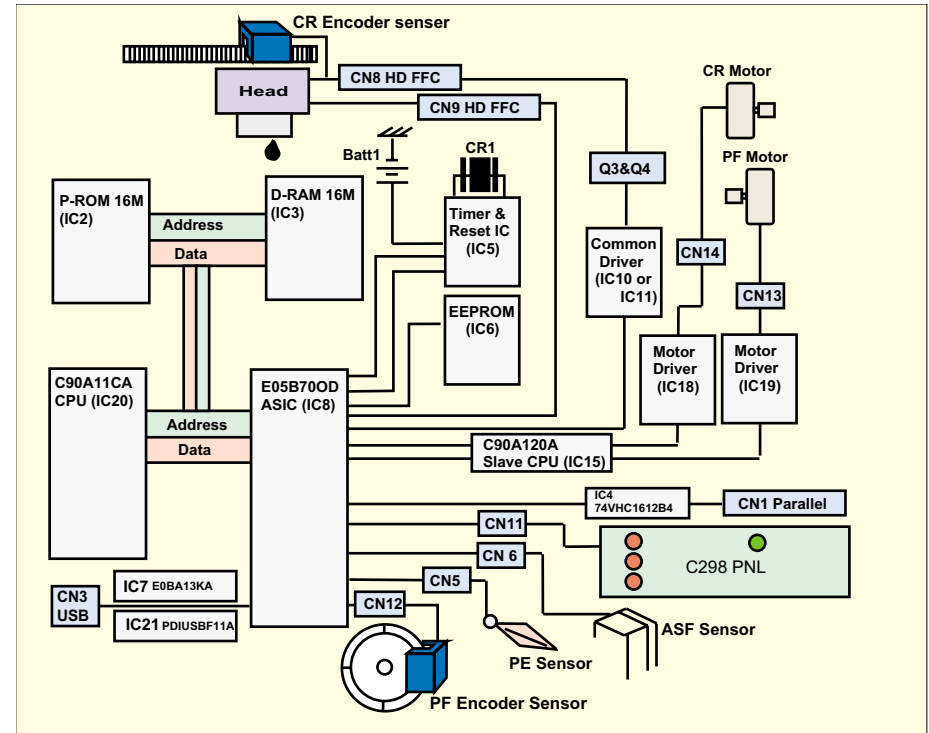 CR Encoder senser
CN8 HD FFC
Head
CN9 HD FFC
CR Motor
Batt1
CR1
PF Motor
Q3&Q4
P-ROM 16M
(IC2)
D-RAM 16M
(IC3)
Address
Data
Timer &
Reset IC
(IC5)
Common
Driver
(IC10 or
IC11)
CN14
CN13
EEPROM
(IC6)
Motor
Driver
(IC18)
Motor
Driver
(IC19)
C90A11CA
CPU (IC20)
E05B70OD
ASIC (IC8)
Address
Data
C90A120A
Slave CPU (IC15)
IC4
74VHC1612B4
CN1 Parallel
CN11
CN 6
C298 PNL
CN5
CN3
USB
IC7 E0BA13KA
IC21 PDIUSBF11A
CN12
ASF Sensor
PE Sensor
PF Encoder Sensor